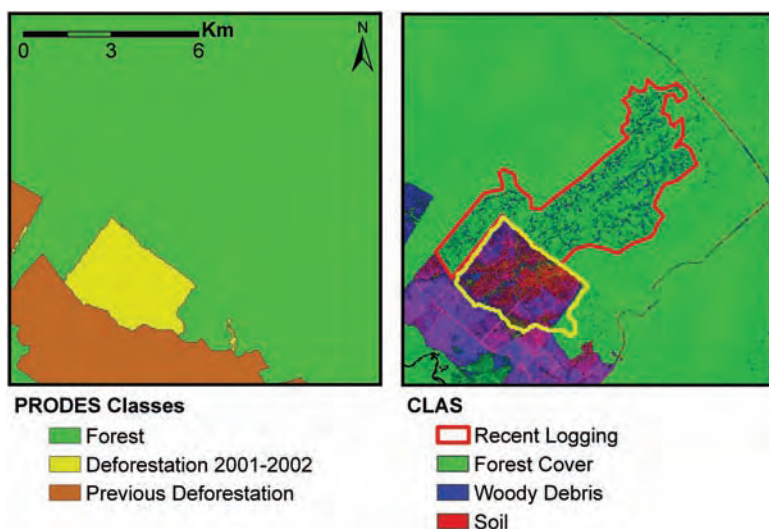 Km
0 3 6
N
PRODES Classes
Forest
Deforestation 2001-2002
Previous Deforestation
CLAS
Recent Logging
Forest Cover
Woody Debris
Soil